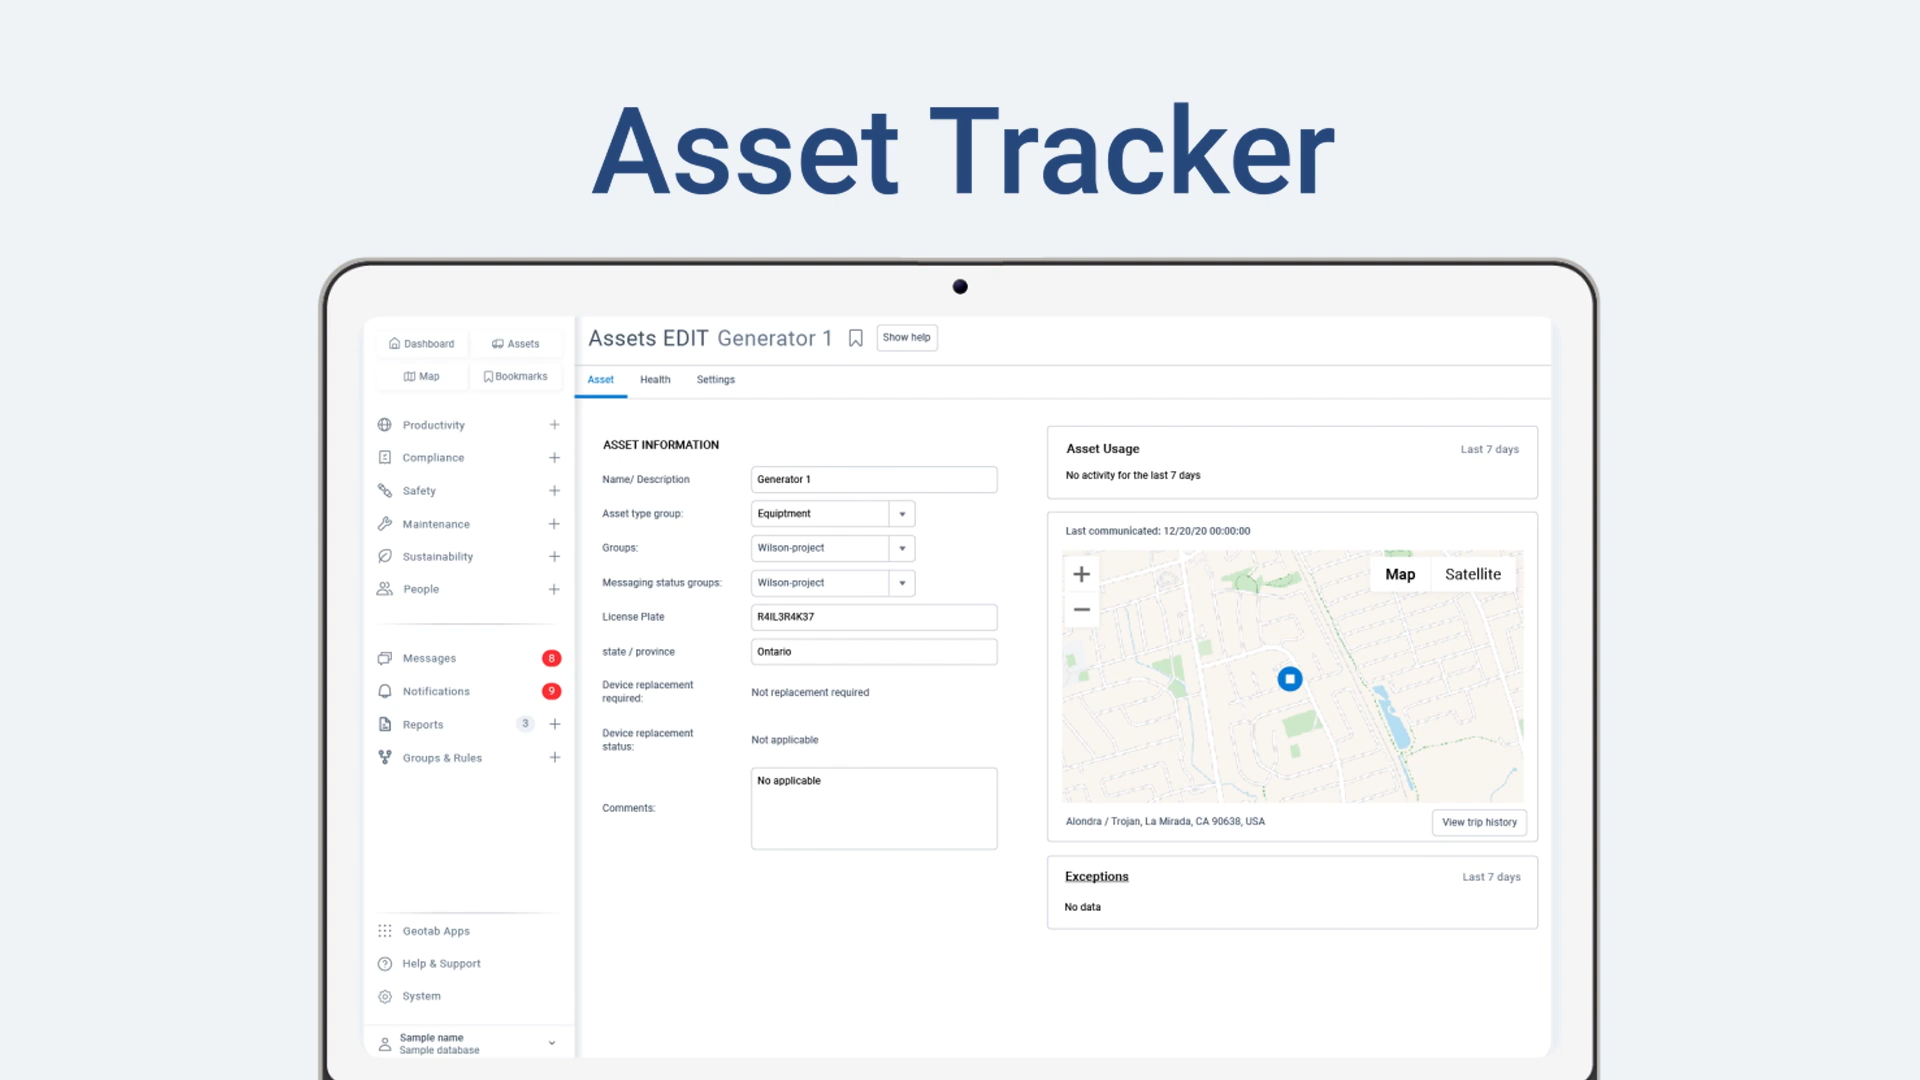 Asset Tracker
Dashboard
Assets
Map
Bookmarks
Productivity
Compliance
Safety
Maintenance
Sustainability
People
Messages 8
Notifications 9
Reports 3
Groups & Rules
Geotab Apps
Help & Support
System
Sample name
Sample database
Assets EDIT Generator 1
Show help
Asset Health Settings
ASSET INFORMATION
Name/ Description Generator 1
Asset type group: Equiptment
Groups: Wilson-project
Messaging status groups: Wilson-project
License Plate R4IL3R4K37
state / province Ontario
Device replacement
required:
Not replacement required
Device replacement
status:
Not applicable
Comments:
No applicable
Asset Usage Last 7 days
No activity for the last 7 days
Last communicated: 12/20/20 00:00:00
Map Satellite
Alondra / Trojan, La Mirada, CA 90638, USA
View trip history
Exceptions Last 7 days
No data